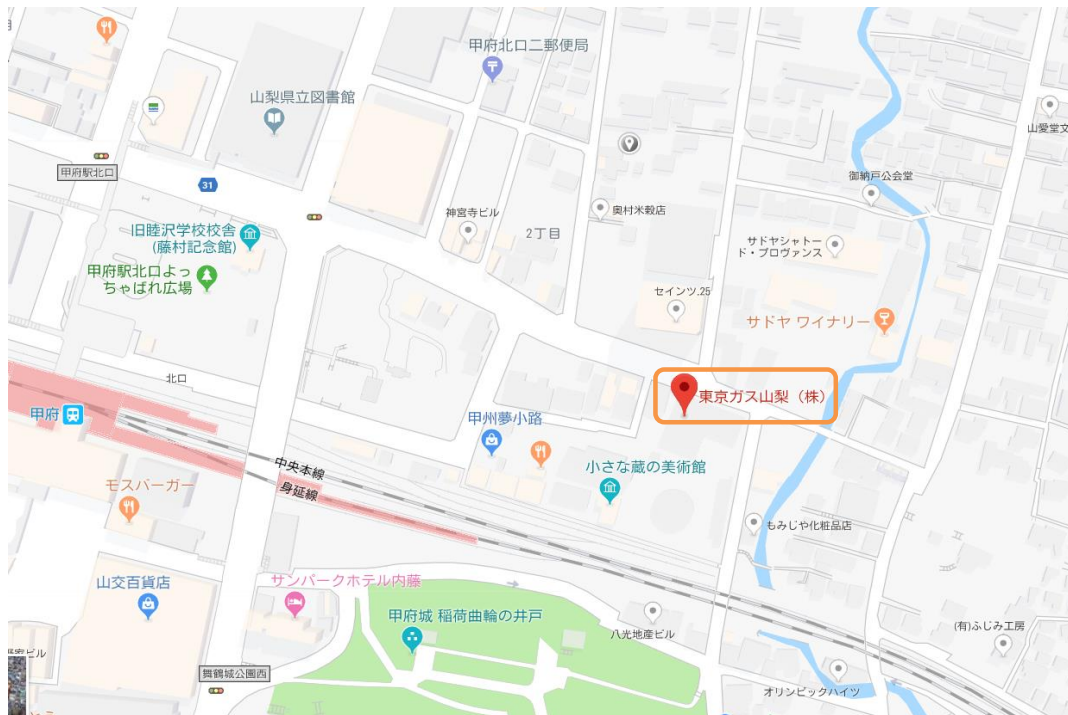 甲府北口二郵便局
山梨県立図書館
山愛堂文
甲府駅北口
31
御納戸公会堂
神宮寺ビル
奥村米穀店
2丁目
旧睦沢学校校舎
(藤村記念館)
サドヤシャトー
ド・プロヴァンス
甲府駅北口よっ
ちゃばれ広場
セインツ.25
サドヤ ワイナリー
北口
東京ガス山梨（株）
甲府
甲州夢小路
中央本線
小さな蔵の美術館
モスバーガー
身延線
もみじや化粧品店
山交百貨店
サンパークホテル内藤
甲府城 稲荷曲輪の井戸
八光地産ビル
(有)ふじみ工房
ビル
舞鶴城公園西
オリンピックハイツ